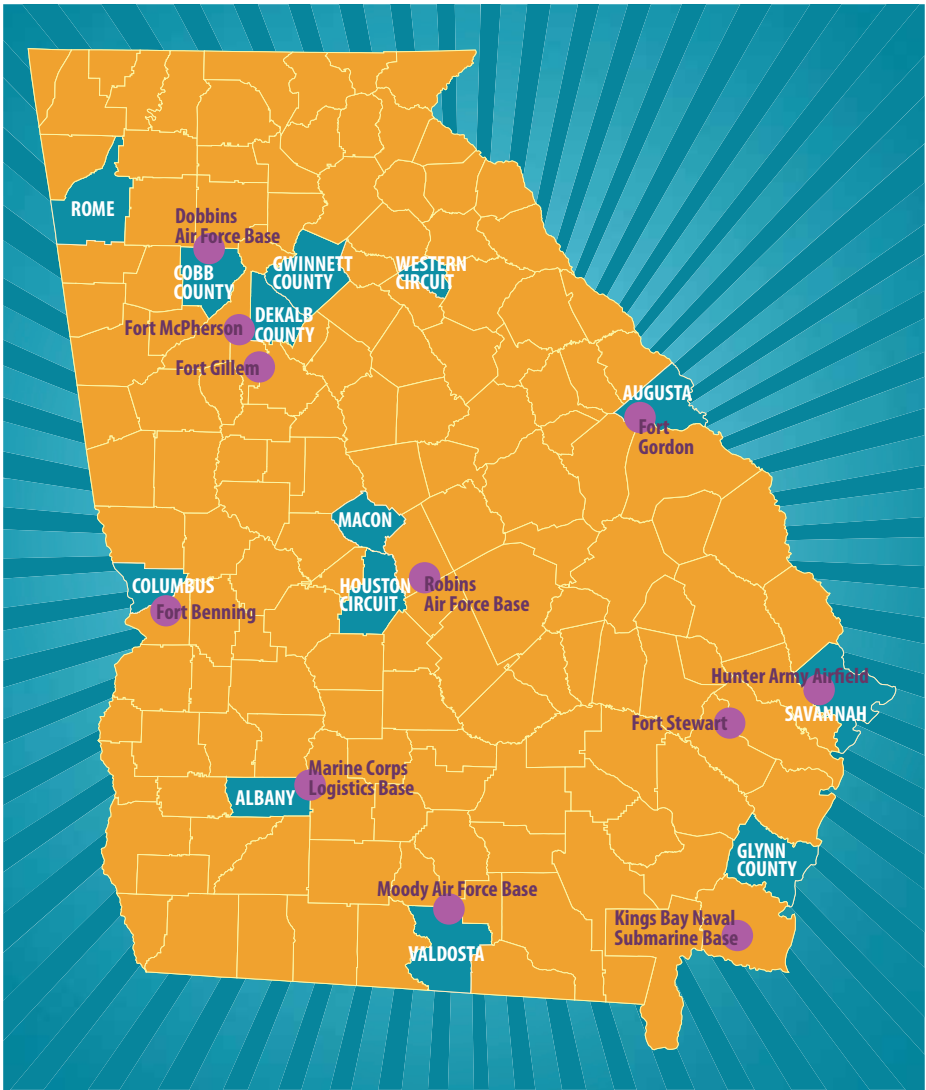 ROME
Dobbins
Air Force Base
COBB
COUNTY
GWINNETT
COUNTY
WESTERN
CIRCUIT
DEKALB
COUNTY
Fort McPherson
Fort Gillem
AUGUSTA
Fort
Gordon
MACON
COLUMBUS
Fort Benning
HOUSTON
CIRCUIT
Robins
Air Force Base
Hunter Army Airfield
SAVANNAH
Fort Stewart
Marine Corps
Logistics Base
ALBANY
GLYNN
COUNTY
Moody Air Force Base
VALDOSTA
Kings Bay Naval
Submarine Base